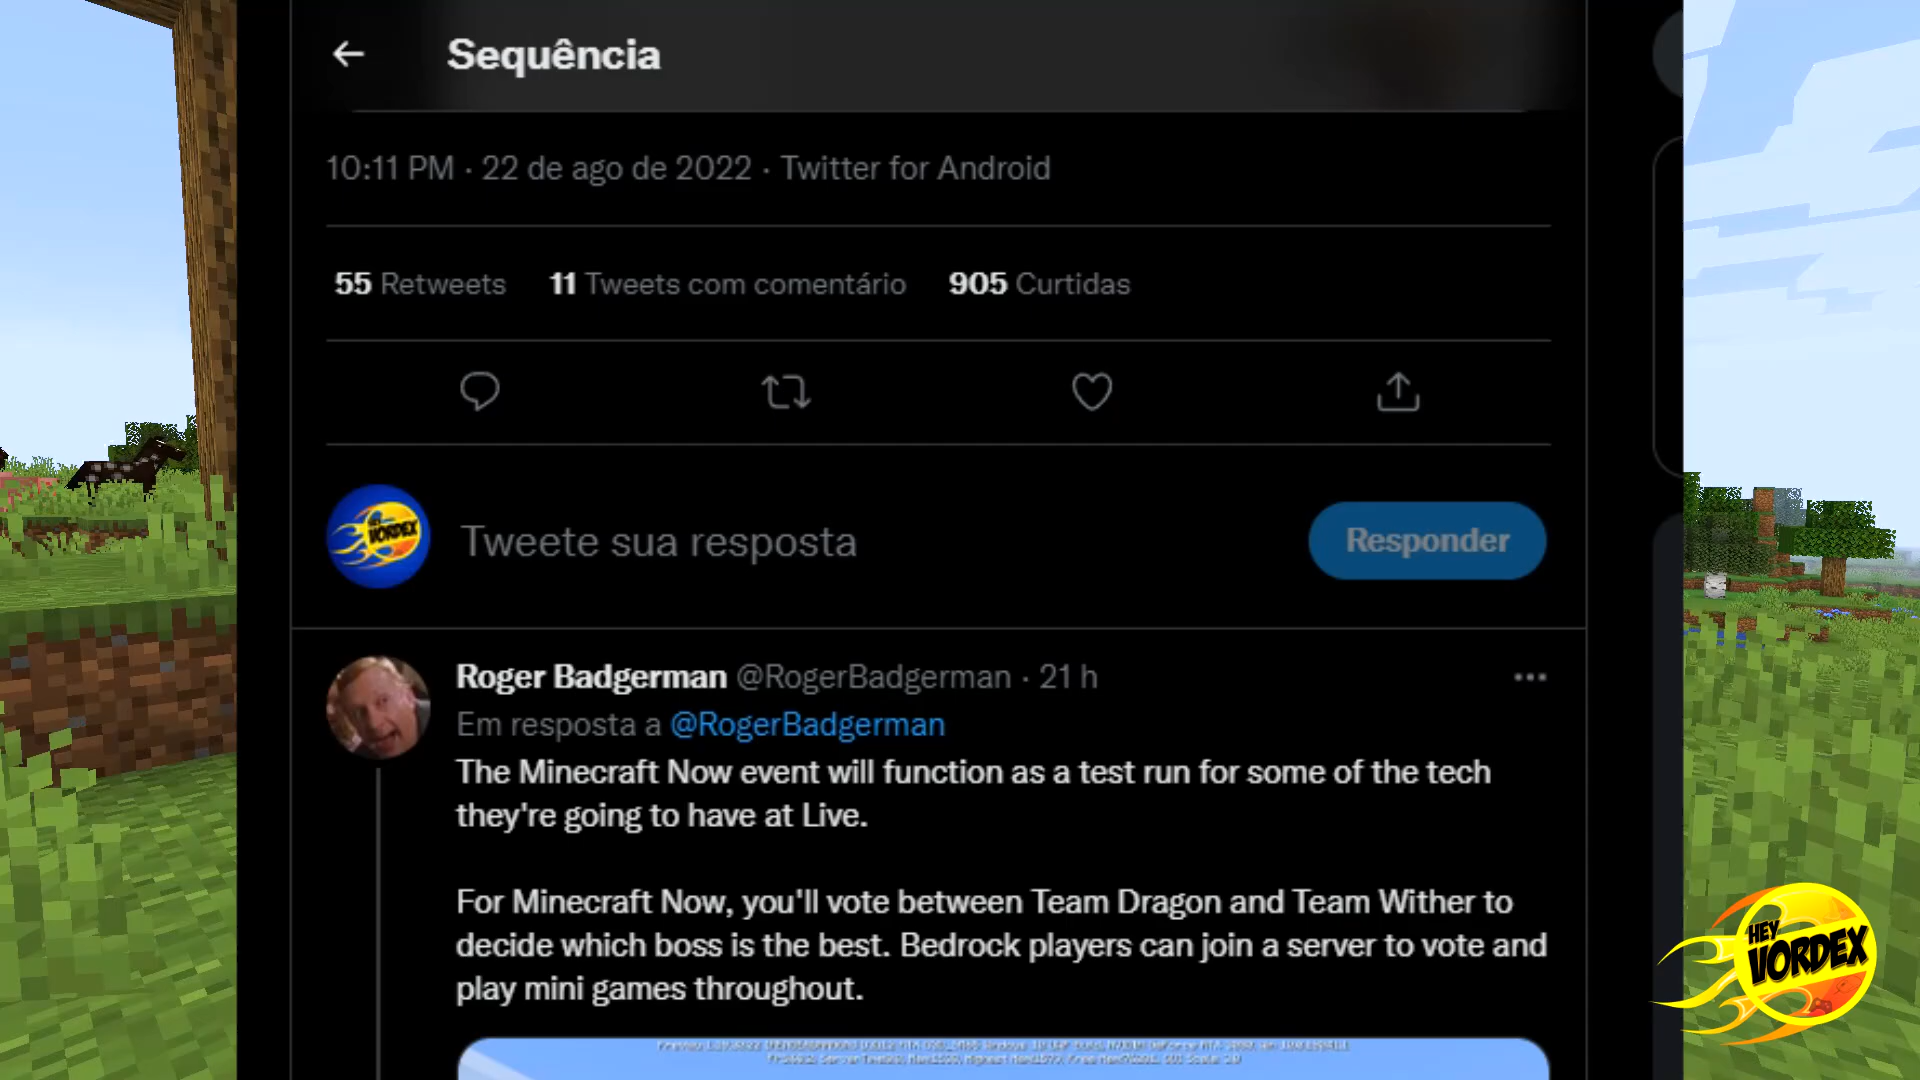 Sequência
10:11 PM · 22 de ago de 2022 · Twitter for Android
55 Retweets 11 Tweets com comentário 905 Curtidas
HEY VORDEX
Tweete sua resposta
Responder
Roger Badgerman @RogerBadgerman · 21 h
Em resposta a @RogerBadgerman
The Minecraft Now event will function as a test run for some of the tech
they're going to have at Live.
For Minecraft Now, you'll vote between Team Dragon and Team Wither to
decide which boss is the best. Bedrock players can join a server to vote and
play mini games throughout.
HEY
VORDEX